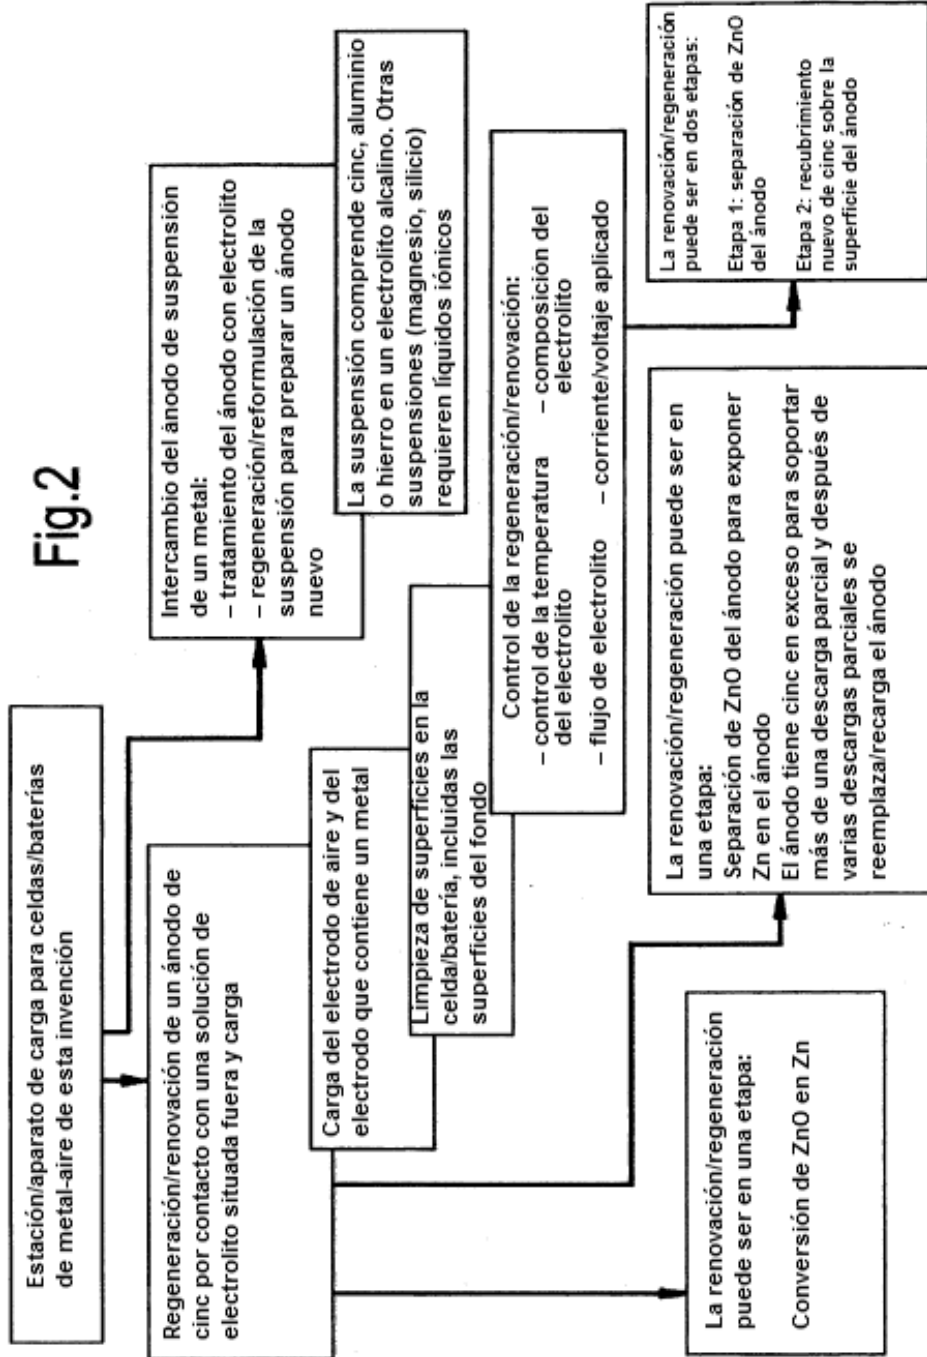 Fig.2
Estación/aparato de carga para celdas/baterías
de metal-aire de esta invención
Regeneración/renovación de un ánodo de
cinc por contacto con una solución de
electrolito situada fuera y carga
Carga del electrodo de aire y del
electrodo que contiene un metal
Limpieza de superficies en la
celda/batería, incluidas las
superficies del fondo
Intercambio del ánodo de suspensión
de un metal:
– tratamiento del ánodo con electrolito
– regeneración/reformulación de la
suspensión para preparar un ánodo
nuevo
La suspensión comprende cinc, aluminio
o hierro en un electrolito alcalino. Otras
suspensiones (magnesio, silicio)
requieren líquidos iónicos
Control de la regeneración/renovación:
– control de la temperatura – composición del
del electrolito electrolito
– flujo de electrolito – corriente/voltaje aplicado
La renovación/regeneración
puede ser en una etapa:
Conversión de ZnO en Zn
La renovación/regeneración puede ser en
una etapa:
Separación de ZnO del ánodo para exponer
Zn en el ánodo
El ánodo tiene cinc en exceso para soportar
más de una descarga parcial y después de
varias descargas parciales se
reemplaza/recarga el ánodo
La renovación/regeneración
puede ser en dos etapas:
Etapa 1: separación de ZnO
del ánodo
Etapa 2: recubrimiento
nuevo de cinc sobre la
superficie del ánodo